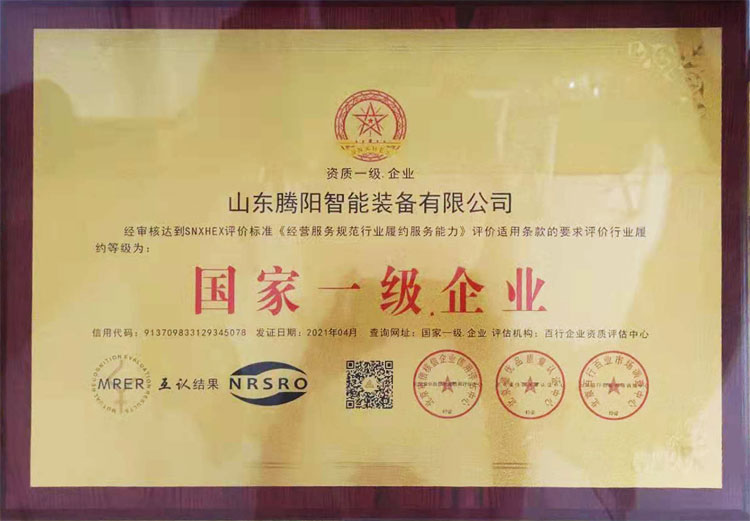 资质一级.企业
山东腾阳智能装备有限公司
经审核达到SNXHEX评价标准《经营服务规范行业履约服务能力》评价适用条款的要求评价行业履
约等级为：
国家一级.企业
信用代码：913709833129345078 发证日期：2021年04月 查询网址：国家一级.企业 评估机构：百行企业资质评估中心
MUTUAL RECOGNITION EVALUATION RESULTS
MRER 互认结果 NRSRO